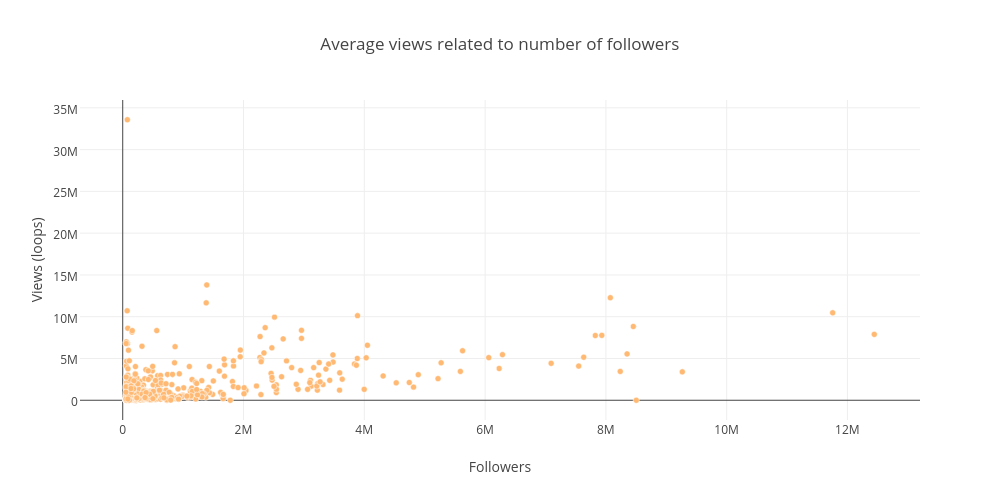 Average views related to number of followers
35M
30M
25M
20M
15M
10M
5M
0
Views (loops)
0 2M 4M 6M 8M 10M 12M
Followers